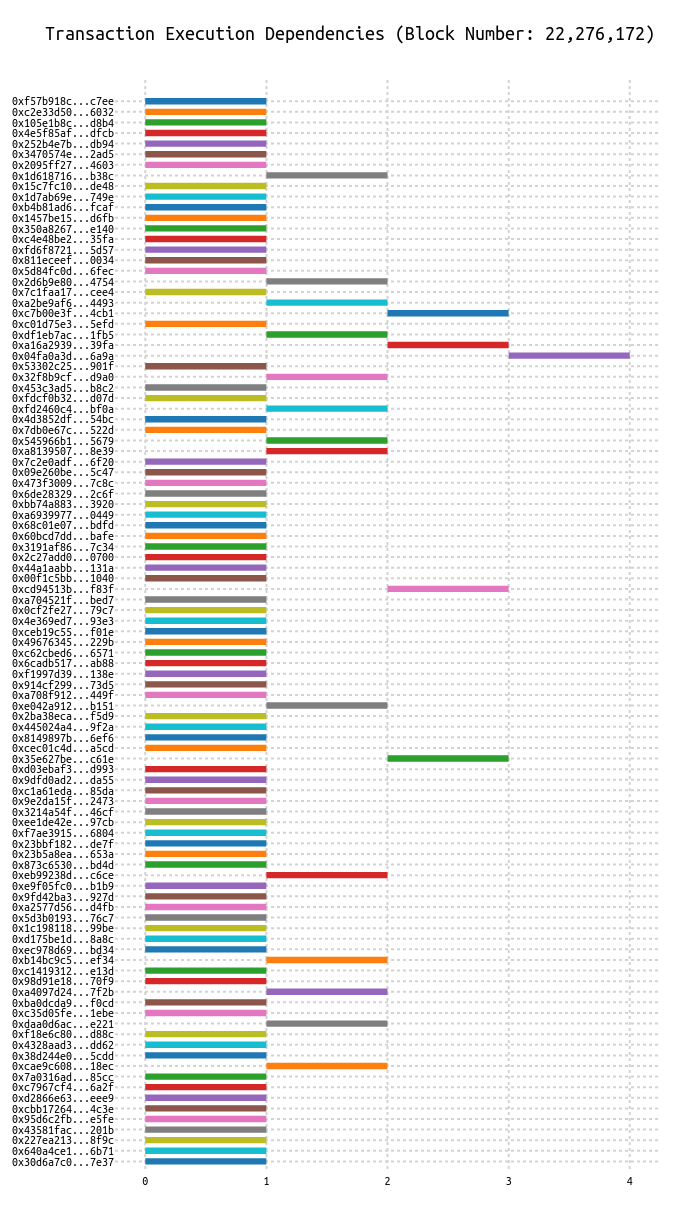 Transaction Execution Dependencies (Block Number: 22,276,172)
0xf57b918c...c7ee
0xc2e33d50...6032
0x105e1b8c...d8b4
0x4e5f85af...dfcb
0x252b4e7b...db94
0x3470574e...2ad5
0x2095ff27...4603
0x1d618716...b38c
0x15c7fc10...de48
0x1d7ab69e...749e
0xb4b81ad6...fcaf
0x1457be15...d6fb
0x350a8267...e140
0xc4e48be2...35fa
0xfd6f8721...5d57
0x811eceef...0034
0x5d84fc0d...6fec
0x2d6b9e80...4754
0x7c1faa17...cee4
0xa2be9af6...4493
0xc7b00e3f...4cb1
0xc01d75e3...5efd
0xdf1eb7ac...1fb5
0xa16a2939...39fa
0x04fa0a3d...6a9a
0x53302c25...901f
0x32f8b9cf...d9a0
0x453c3ad5...b8c2
0xfdcf0b32...d07d
0xfd2460c4...bf0a
0x4d3852df...54bc
0x7db0e67c...522d
0x545966b1...5679
0xa8139507...8e39
0x7c2e0adf...6f20
0x09e260be...5c47
0x473f3009...7c8c
0x6de28329...2c6f
0xbb74a883...3920
0xa6939977...0449
0x68c01e07...bdfd
0x60bcd7dd...bafe
0x3191af86...7c34
0x2c27add0...0700
0x44a1aabb...131a
0x00f1c5bb...1040
0xcd94513b...f83f
0xa704521f...bed7
0x0cf2fe27...79c7
0x4e369ed7...93e3
0xceb19c55...f01e
0x49676345...229b
0xc62cbed6...6571
0x6cadb517...ab88
0xf1997d39...138e
0x914cf299...73d5
0xa708f912...449f
0xe042a912...b151
0x2ba38eca...f5d9
0x445024a4...9f2a
0x8149897b...6ef6
0xcec01c4d...a5cd
0x35e627be...c61e
0xd03ebaf3...d993
0x9dfd0ad2...da55
0xc1a61eda...85da
0x9e2da15f...2473
0x3214a54f...46cf
0xee1de42e...97cb
0xf7ae3915...6804
0x23bbf182...de7f
0x23b5a8ea...653a
0x873c6530...bd4d
0xeb99238d...c6ce
0xe9f05fc0...b1b9
0x9fd42ba3...927d
0xa2577d56...d4fb
0x5d3b0193...76c7
0x1c198118...99be
0xd175be1d...8a8c
0xec978d69...bd34
0xb14bc9c5...ef34
0xc1419312...e13d
0x98d91e18...70f9
0xa4097d24...7f2b
0xba0dcda9...f0cd
0xc35d05fe...1ebe
0xdaa0d6ac...e221
0xf18e6c80...d88c
0x4328aad3...dd62
0x38d244e0...5cdd
0xcae9c608...18ec
0x7a0316ad...85cc
0xc7967cf4...6a2f
0xd2866e63...eee9
0xcbb17264...4c3e
0x95d6c2fb...e5fe
0x43581fac...201b
0x227ea213...8f9c
0x640a4ce1...6b71
0x30d6a7c0...7e37
0 1 2 3 4